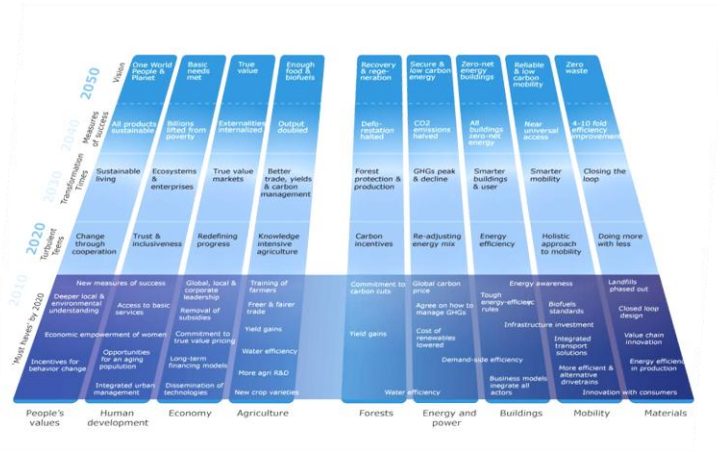 2050
Vision
One World
People &
Planet
Basic
needs
met
True
value
Enough
food &
biofuels
Recovery
& rege-
neration
Secure &
low carbon
energy
Zero-net
energy
buildings
Reliable
& low
carbon
mobility
Zero
waste
2040
Measures
of success
All products
sustainable
Billions
lifted from
poverty
Externalities
internalized
Output
doubled
Defo-
restation
halted
CO2
emissions
halved
All
buildings
zero-net
energy
Near
universal
access
4-10 fold
efficiency
improvement
2030
Transformation
Times
Sustainable
living
Ecosystems
&
enterprises
True value
markets
Better
trade, yields
& carbon
management
Forest
protection &
production
GHGs peak
& decline
Smarter
buildings
& user
Smarter
mobility
Closing the
loop
2020
Turbulent
Teens
Change
through
cooperation
Trust &
inclusiveness
Redefining
progress
Knowledge
intensive
agriculture
Carbon
incentives
Re-adjusting
energy mix
Energy
efficiency
Holistic
approach
to mobility
Doing more
with less
2010
'Must haves' by 2020
New measures of success
Deeper local &
environmental
understanding
Access to basic
services
Economic empowerment of women
Incentives for
behavior change
Opportunities
for an aging
population
Integrated urban
management
Global, local &
corporate
leadership
Removal of
subsidies
Commitment to
true value pricing
Long-term
financing models
Dissemination of
technologies
Training of
farmers
Freer & fairer
trade
Yield gains
Water efficiency
More agri R&D
New crop varieties
Commitment to
carbon cuts
Yield gains
Water efficiency
Global carbon
price
Agree on how to
manage GHGs
Cost of
renewables
lowered
Demand-side efficiency
Energy awareness
Tough
energy-efficiec
rules
Infrastructure investment
Business models
inegrate all
actors
Biofuels
standards
Integrated
transport
solutions
More efficient &
alternative
drivetrains
Landfills
phased out
Closed loop
design
Value chain
innovation
Energy efficienc
in production
Innovation with consumers
People's
values
Human
development
Economy
Agriculture
Forests
Energy and
power
Buildings
Mobility
Materials